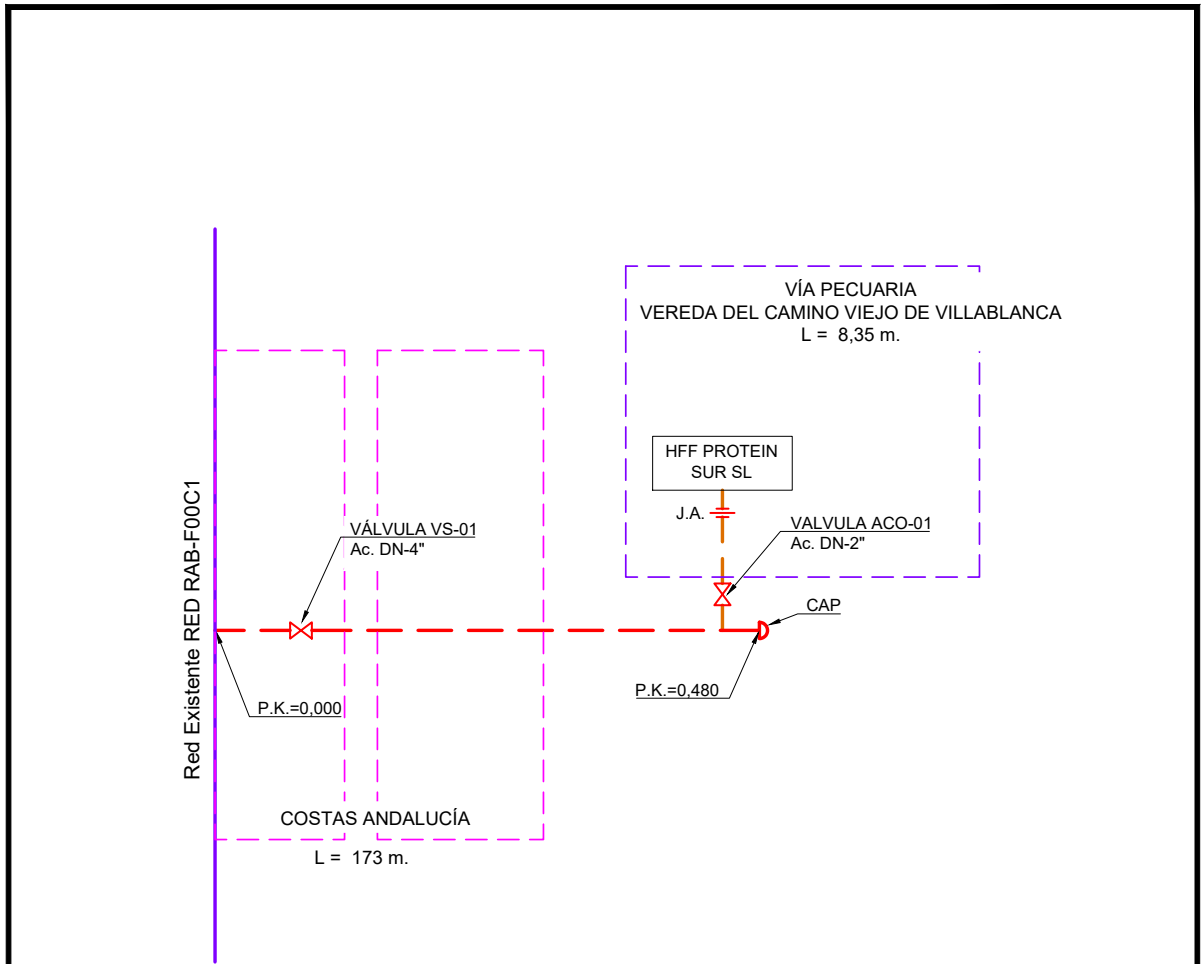 VÍA PECUARIA
VEREDA DEL CAMINO VIEJO DE VILLABLANCA
L = 8,35 m.
HFF PROTEIN
SUR SL
J.A.
VALVULA ACO-01
Ac. DN-2"
VÁLVULA VS-01
Ac. DN-4"
CAP
Red Existente RED RAB-F00C1
P.K.=0,480
P.K.=0,000
COSTAS ANDALUCÍA
L = 173 m.